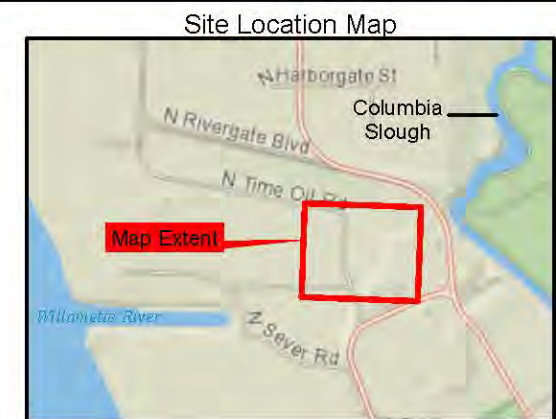 Site Location Map
N Harborgate St
Columbia
Slough
N Rivergate Blvd
N Time Oil Rd
Map Extent
Willamette River
N Sever Rd